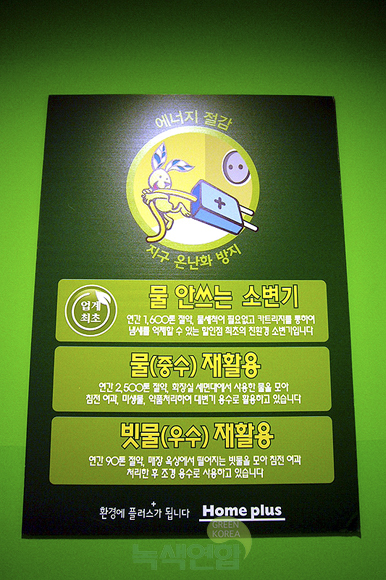 에너지 절감
지구 온난화 방지
업계
최초
물 안쓰는 소변기
연간 1,600톤 절약, 물세척이 필요없고 카트리지를 통하여
냄새를 억제할 수 있는 할인점 최초의 친환경 소변기입니다
물(중수) 재활용
연간 2,500톤 절약, 화장실 세면대에서 사용한 물을 모아
침전 여과, 미생물, 약품처리하여 대변기 용수로 활용하고 있습니다
빗물(우수) 재활용
연간 90톤 절약, 매장 옥상에서 떨어지는 빗물을 모아 침전 여과
처리한 후 조경 용수로 사용하고 있습니다
환경에 플러스가 됩니다 Home plus
GREEN
KOREA
녹색연합